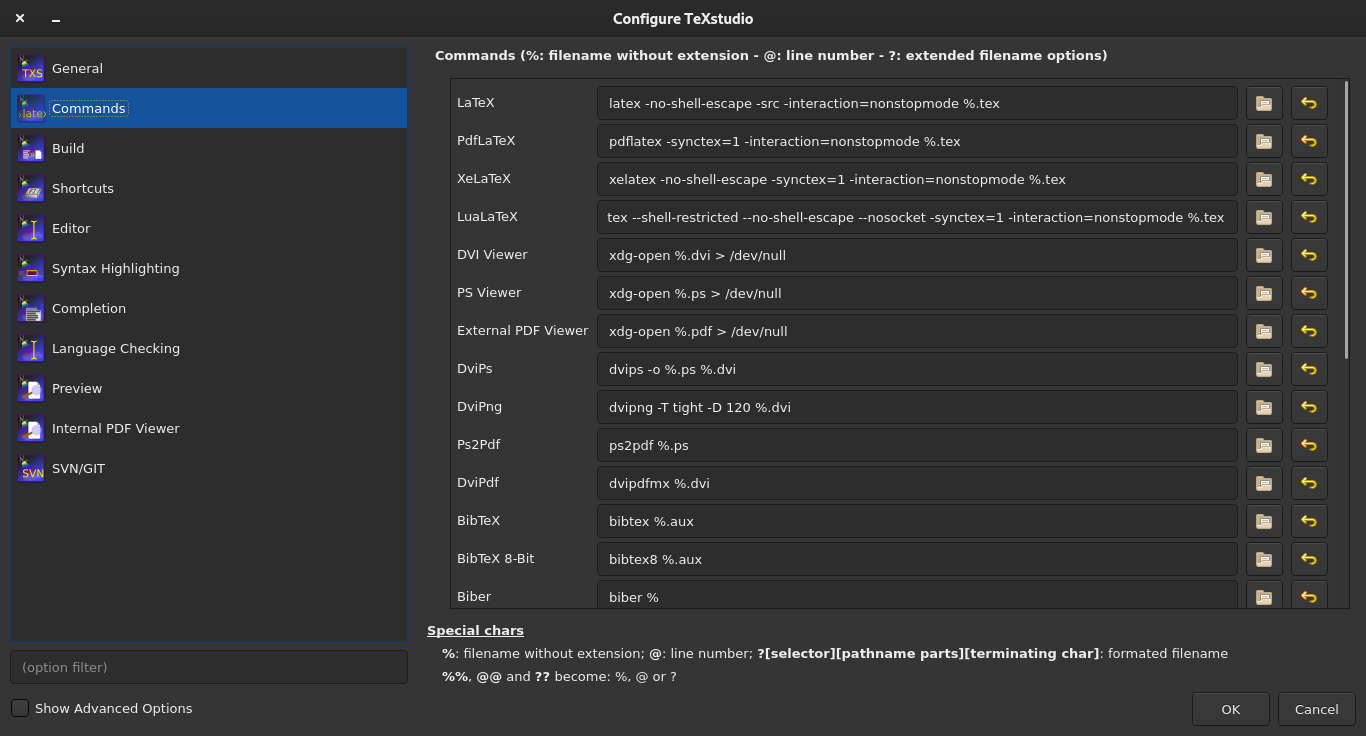 Configure TeXstudio
General
Commands
Build
Shortcuts
Editor
Syntax Highlighting
Completion
Language Checking
Preview
Internal PDF Viewer
SVN/GIT
(option filter)
Show Advanced Options
Commands (%: filename without extension - @: line number - ?: extended filename options)
LaTeX latex -no-shell-escape -src -interaction=nonstopmode %.tex
PdfLaTeX pdflatex -synctex=1 -interaction=nonstopmode %.tex
XeLaTeX xelatex -no-shell-escape -synctex=1 -interaction=nonstopmode %.tex
LuaLaTeX tex --shell-restricted --no-shell-escape --nosocket -synctex=1 -interaction=nonstopmode %.tex
DVI Viewer xdg-open %.dvi > /dev/null
PS Viewer xdg-open %.ps > /dev/null
External PDF Viewer xdg-open %.pdf > /dev/null
DviPs dvips -o %.ps %.dvi
DviPng dvipng -T tight -D 120 %.dvi
Ps2Pdf ps2pdf %.ps
DviPdf dvipdfmx %.dvi
BibTeX bibtex %.aux
BibTeX 8-Bit bibtex8 %.aux
Biber biber %
Special chars
%: filename without extension; @: line number; ?[selector][pathname parts][terminating char]: formated filename
%%, @@ and ?? become: %, @ or ?
OK Cancel